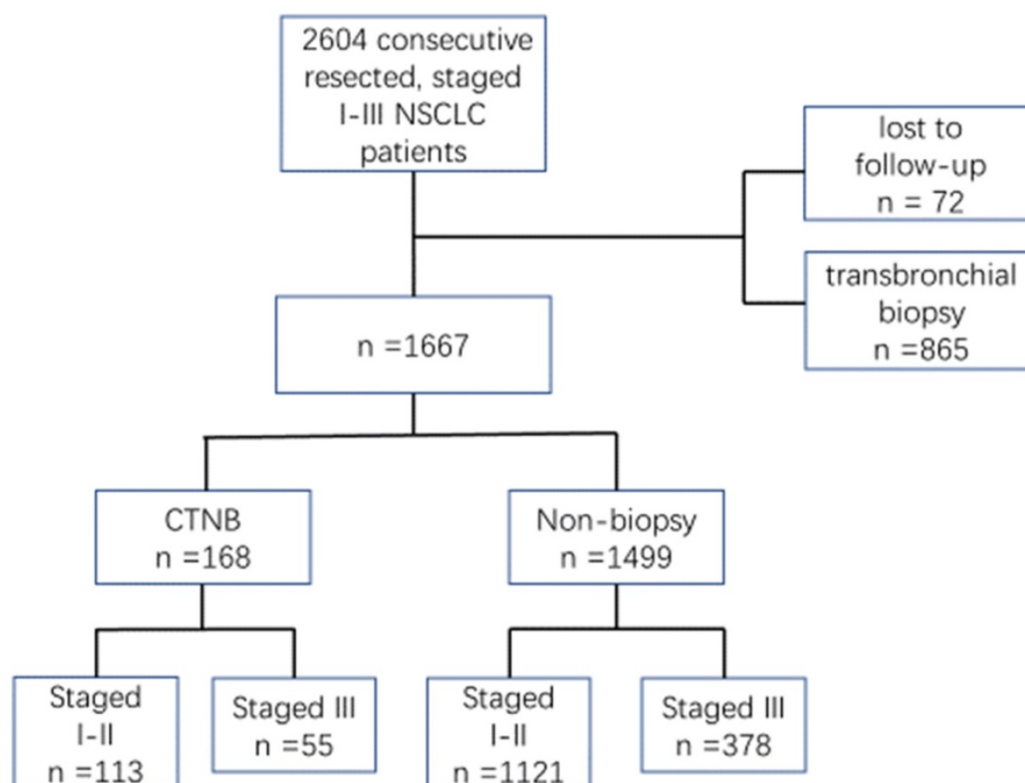 2604 consecutive
resected, staged
I-III NSCLC
patients
lost to
follow-up
n = 72
transbronchial
biopsy
n =865
n =1667
CTNB
n =168
Non-biopsy
n =1499
Staged
I-II
n =113
Staged III
n =55
Staged
I-II
n =1121
Staged III
n =378